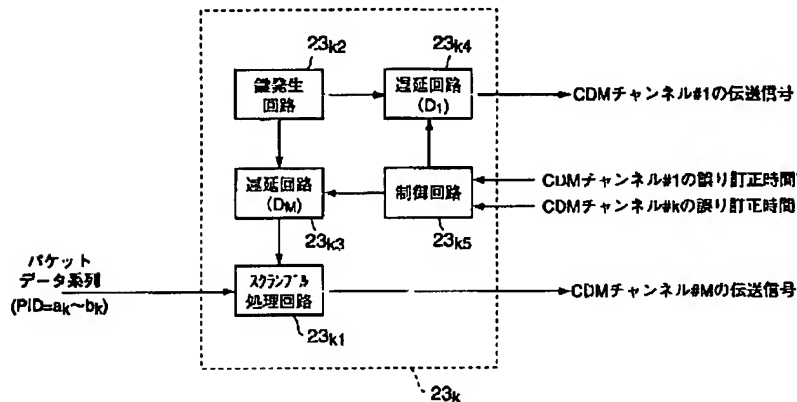 23k2
23k4
鍵発生
回路
遅延回路
(D1)
CDMチャンネル#1の伝送信号
遅延回路
(DM)
制御回路
CDMチャンネル#1の誤り訂正時間
CDMチャンネル#kの誤り訂正時間
23k3
23k5
パケット
データ系列
(PID=ak~bk)
スクランブル
処理回路
CDMチャンネル#Mの伝送信号
23k1
23k